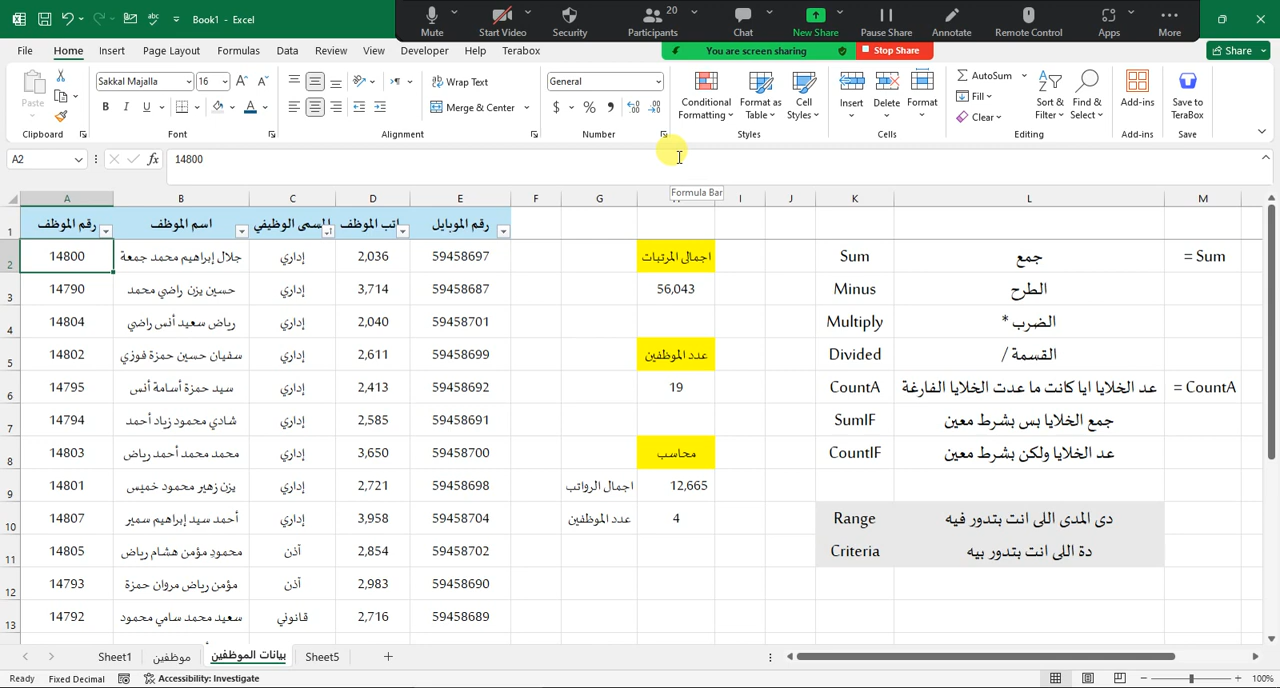 Book1 - Excel
Mute
Start Video
Security
20
Participants
Chat
New Share
Pause Share
Annotate
Remote Control
Apps
More
You are screen sharing
Stop Share
File
Home
Insert
Page Layout
Formulas
Data
Review
View
Developer
Help
Terabox
Share
Paste
Clipboard
Sakkal Majalla
16
B I U
Font
Wrap Text
Merge & Center
Alignment
General
$ % 9
Number
Conditional Formatting
Format as Table
Cell Styles
Styles
Insert
Delete
Format
Cells
AutoSum
Fill
Clear
Sort & Filter
Find & Select
Editing
Add-ins
Add-ins
Save to TeraBox
Save
A2
fx
14800
Formula Bar
A B C D E F G I J K L M
1 رقم الموظف اسم الموظف المسمى الوظيفي اتب الموظف رقم الموبايل
2 14800 جلال إبراهيم محمد جمعة إداري 2,036 59458697 اجمالى المرتبات Sum جمع = Sum
3 14790 حسين يزن راضي محمد إداري 3,714 59458687 56,043 Minus الطرح
4 14804 رياض سعيد أنس راضي إداري 2,040 59458701 Multiply الضرب *
5 14802 سفيان حسين حمزة فوزي إداري 2,611 59458699 عدد الموظفين Divided القسمة /
6 14795 سيد حمزة أسامة أنس إداري 2,413 59458692 19 CountA عد الخلايا ايا كانت ما عدت الخلايا الفارغة = CountA
7 14794 شادي محمود زياد أحمد إداري 2,585 59458691 SumIF جمع الخلايا بس بشرط معين
8 14803 محمد محمد أحمد رياض إداري 3,650 59458700 محاسب CountIF عد الخلايا ولكن بشرط معين
9 14801 يزن زهير محمود خميس إداري 2,721 59458698 اجمال الرواتب 12,665
10 14807 أحمد سيد إبراهيم سمير إداري 3,958 59458704 عدد الموظفين 4 Range دى المدى اللى انت بتدور فيه
11 14805 محمود مؤمن هشام رياض آذن 2,854 59458702 Criteria دة اللى انت بتدور بيه
12 14793 مؤمن رياض مروان حمزة آذن 2,983 59458690
13 14792 سعيد محمد سامي محمود قانوني 2,716 59458689
Sheet1
موظفين
بيانات الموظفين
Sheet5
Ready
Fixed Decimal
Accessibility: Investigate
100%